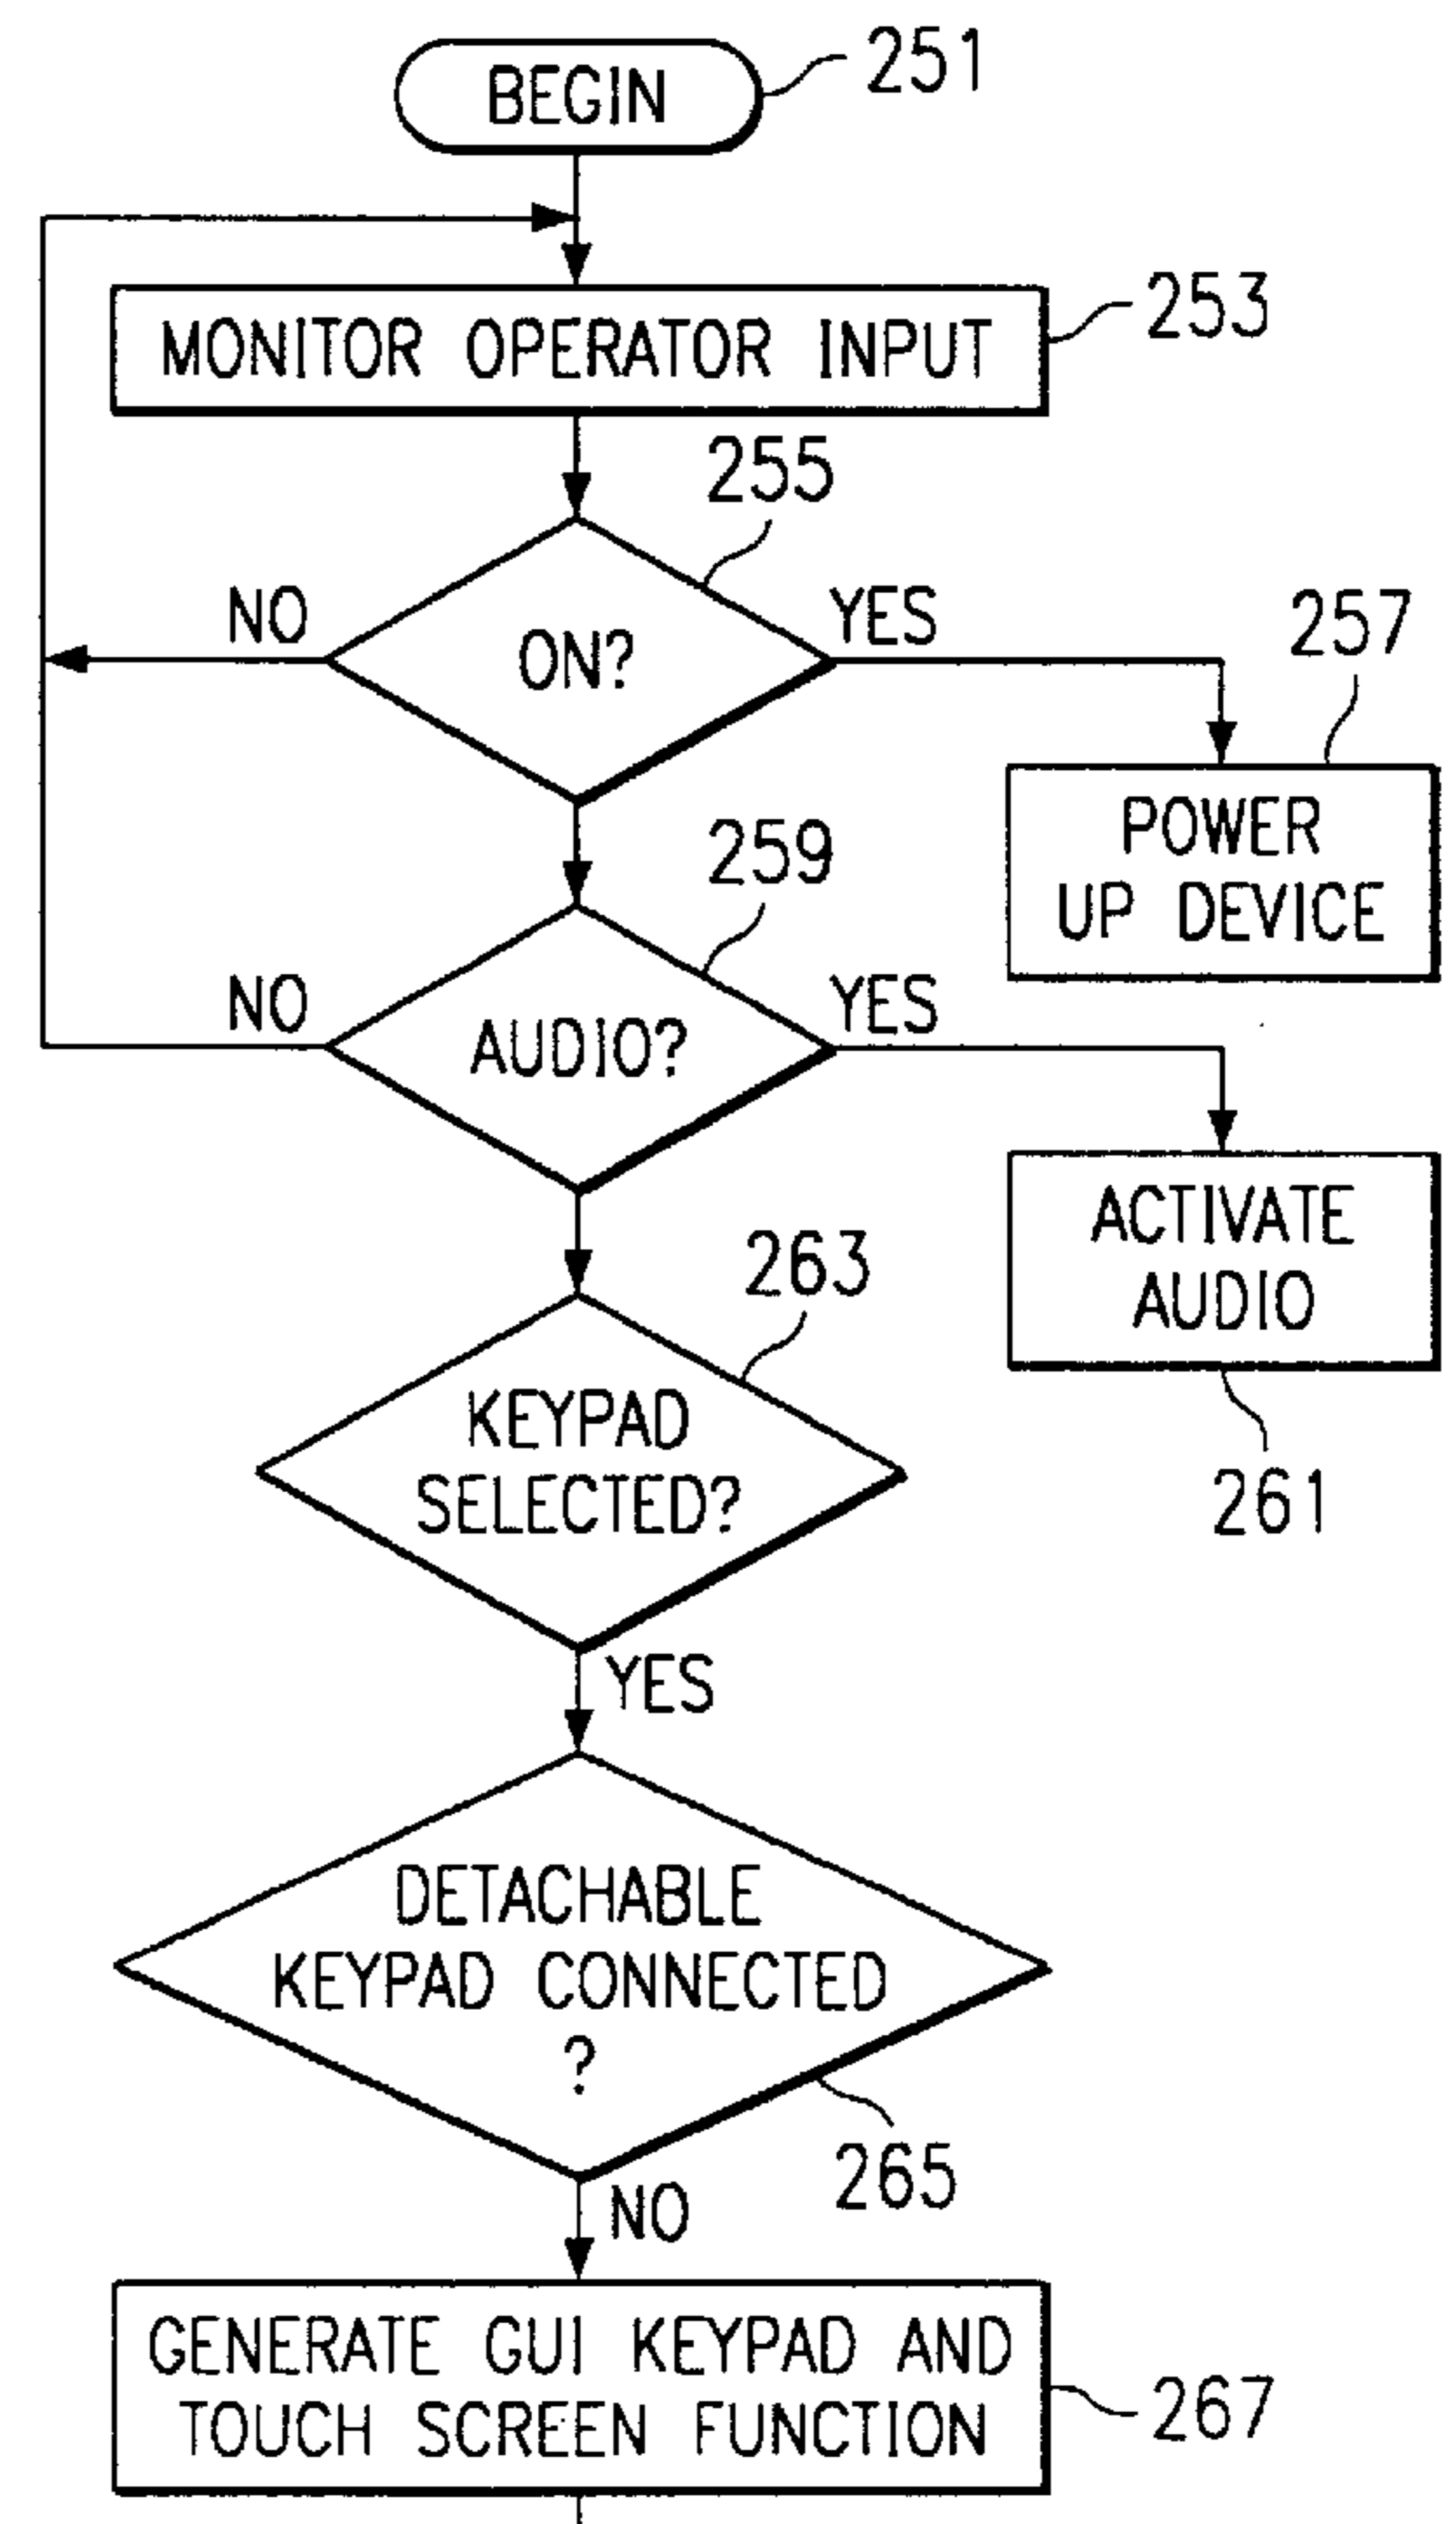 BEGIN
251
MONITOR OPERATOR INPUT
253
255
NO
ON?
YES
257
POWER
UP DEVICE
259
NO
AUDIO?
YES
ACTIVATE
AUDIO
261
263
KEYPAD
SELECTED?
YES
DETACHABLE
KEYPAD CONNECTED
?
265
NO
GENERATE GUI KEYPAD AND
TOUCH SCREEN FUNCTION
267